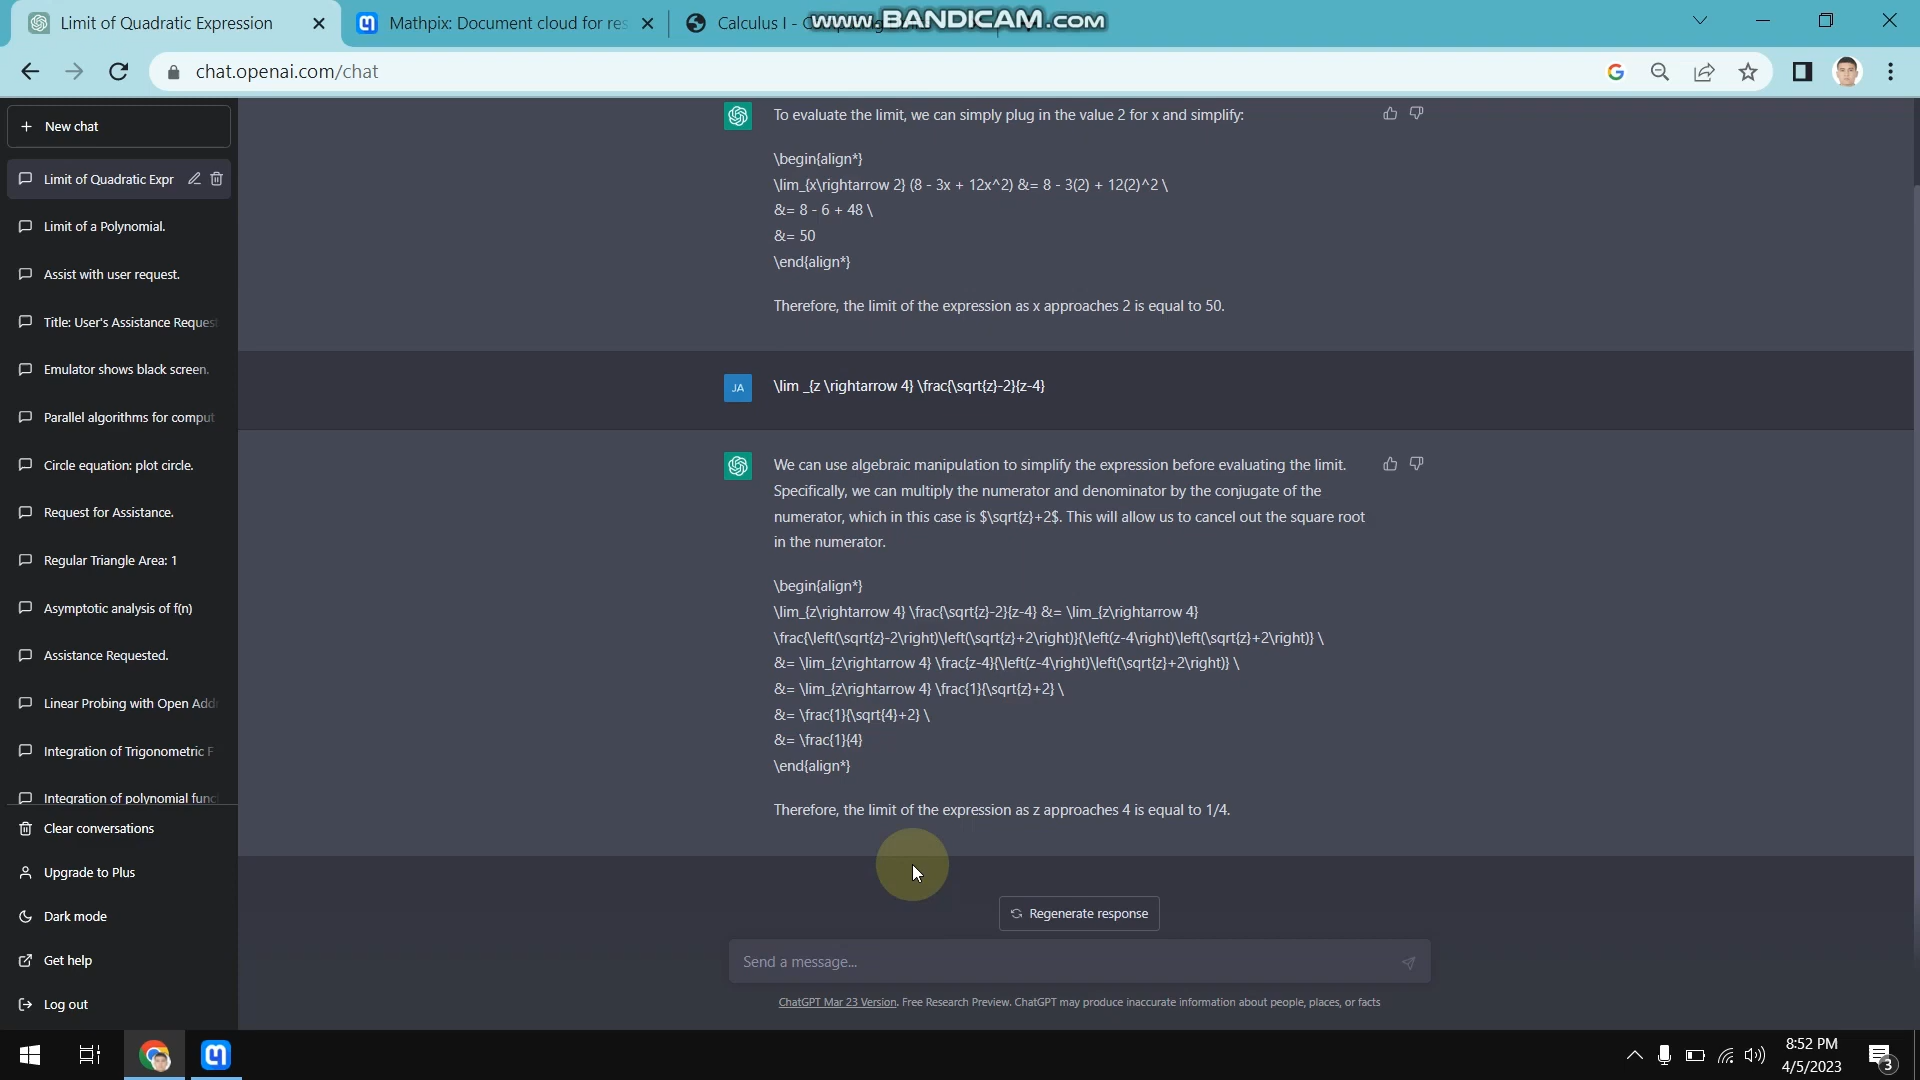 Limit of Quadratic Expression
Mathpix: Document cloud for res
Calculus I - C
www.BANDICAM.com
chat.openai.com/chat
New chat
Limit of Quadratic Expr
Limit of a Polynomial.
Assist with user request.
Title: User's Assistance Request
Emulator shows black screen.
Parallel algorithms for comput
Circle equation: plot circle.
Request for Assistance.
Regular Triangle Area: 1
Asymptotic analysis of f(n)
Assistance Requested.
Linear Probing with Open Add
Integration of Trigonometric F
Integration of polynomial func
Clear conversations
Upgrade to Plus
Dark mode
Get help
Log out
To evaluate the limit, we can simply plug in the value 2 for x and simplify:
\begin{align*}
\lim_{x\rightarrow 2} (8 - 3x + 12x^2) &= 8 - 3(2) + 12(2)^2 \
&= 8 - 6 + 48 \
&= 50
\end{align*}
Therefore, the limit of the expression as x approaches 2 is equal to 50.
JA
\lim _{z \rightarrow 4} \frac{\sqrt{z}-2}{z-4}
We can use algebraic manipulation to simplify the expression before evaluating the limit.
Specifically, we can multiply the numerator and denominator by the conjugate of the
numerator, which in this case is $\sqrt{z}+2$. This will allow us to cancel out the square root
in the numerator.
\begin{align*}
\lim_{z\rightarrow 4} \frac{\sqrt{z}-2}{z-4} &= \lim_{z\rightarrow 4}
\frac{\left(\sqrt{z}-2\right)\left(\sqrt{z}+2\right)}{\left(z-4\right)\left(\sqrt{z}+2\right)} \
&= \lim_{z\rightarrow 4} \frac{z-4}{\left(z-4\right)\left(\sqrt{z}+2\right)} \
&= \lim_{z\rightarrow 4} \frac{1}{\sqrt{z}+2} \
&= \frac{1}{\sqrt{4}+2} \
&= \frac{1}{4}
\end{align*}
Therefore, the limit of the expression as z approaches 4 is equal to 1/4.
Regenerate response
Send a message...
ChatGPT Mar 23 Version. Free Research Preview. ChatGPT may produce inaccurate information about people, places, or facts
8:52 PM
4/5/2023
3